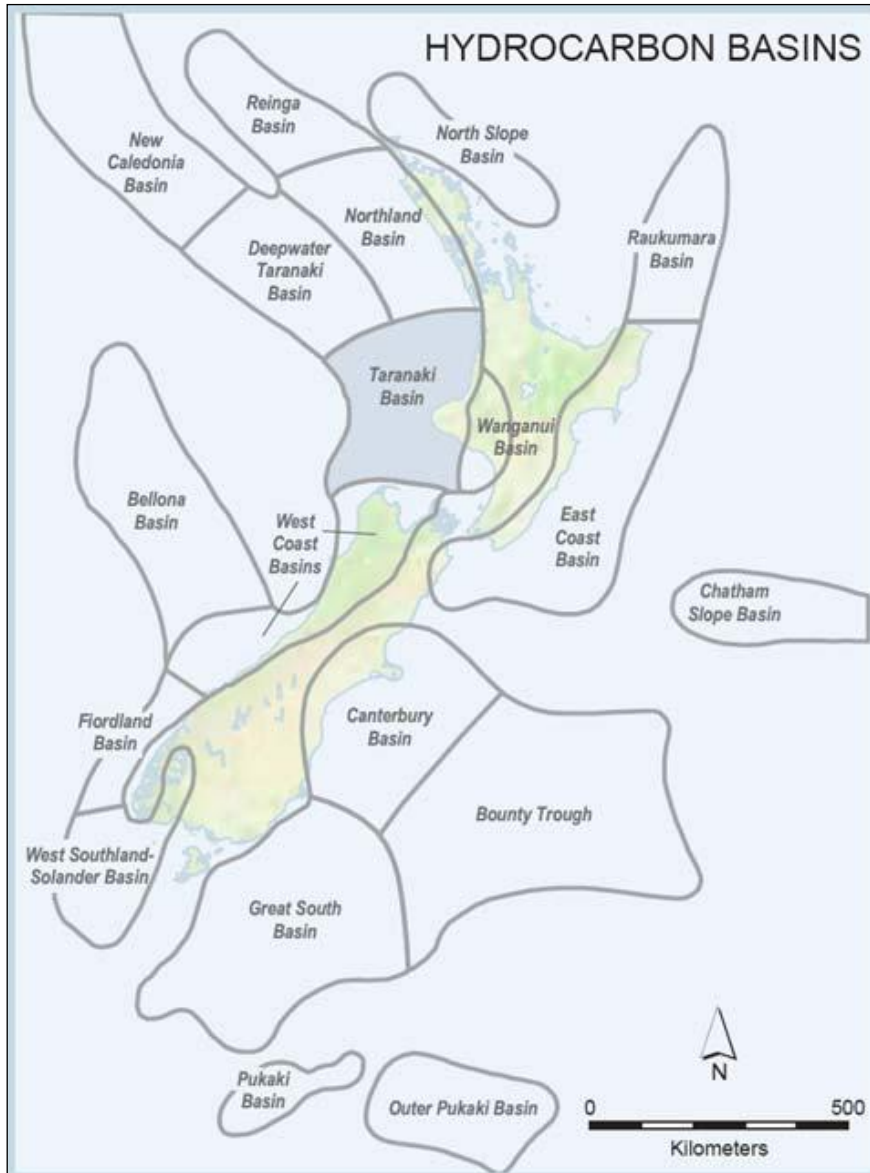 HYDROCARBON BASINS
Reinga
Basin
North Slope
Basin
New
Caledonia
Basin
Northland
Basin
Raukumara
Basin
Deepwater
Taranaki
Basin
Taranaki
Basin
Wanganui
Basin
Bellona
Basin
West
Coast
Basins
East
Coast
Basin
Chatham
Slope Basin
Fiordland
Basin
Canterbury
Basin
Bounty Trough
West Southland-
Solander Basin
Great South
Basin
Pukaki
Basin
Outer Pukaki Basin
N
0 500
Kilometers